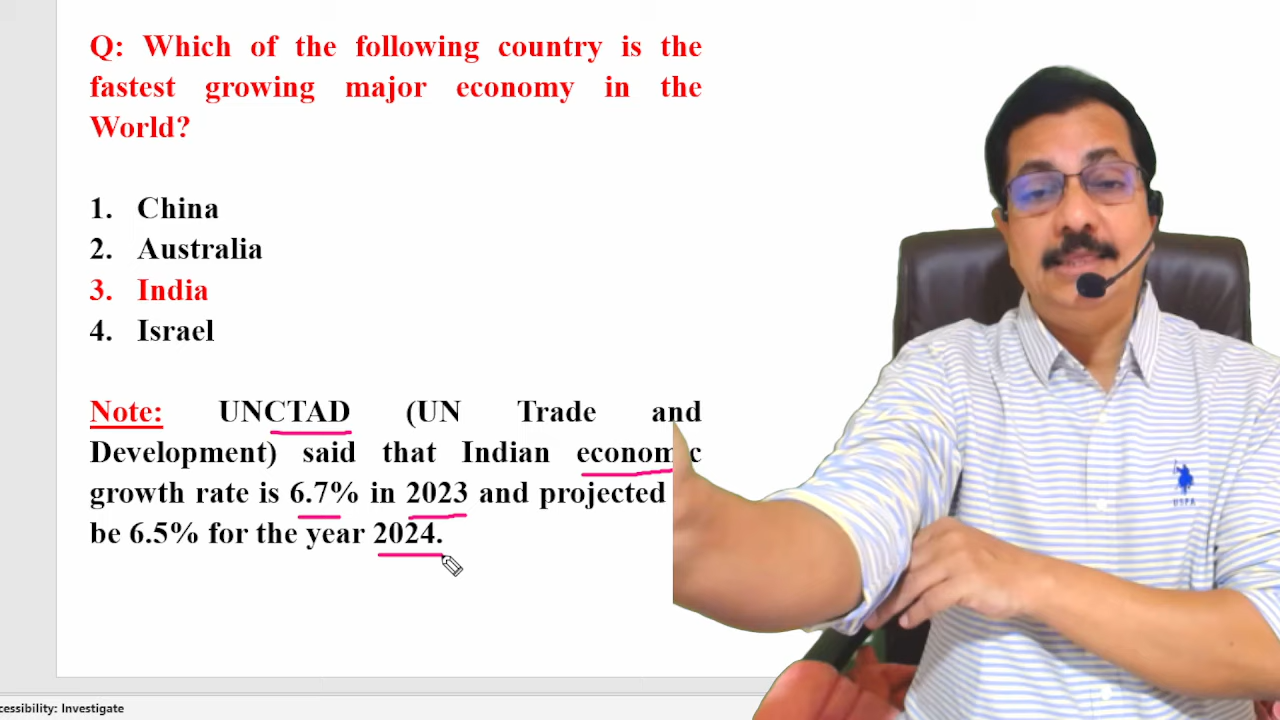 Q: Which of the following country is the
fastest growing major economy in the
World?
1. China
2. Australia
3. India
4. Israel
Note: UNCTAD (UN Trade and
Development) said that Indian economic
growth rate is 6.7% in 2023 and projected
be 6.5% for the year 2024.
USPA
cessibility: Investigate